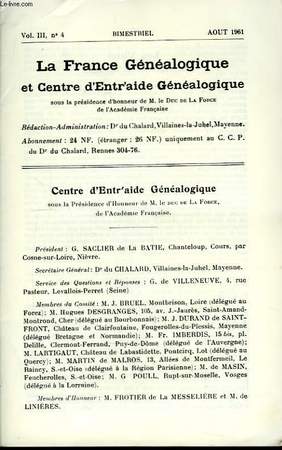 www.le-livre.com
Vol. III, n° 4 BIMESTRIEL AOUT 1961
La France Généalogique
et Centre d'Entr'aide Généalogique
sous la présidence d'honneur de M. le DUC DE LA FORCE
de l'Académie Française
Rédaction-Administration : Dr du Chalard, Villaines-la-Juhel, Mayenne.
Abonnement : 24 NF. (étranger : 26 NF.) uniquement au C. C. P.
du Dr du Chalard, Rennes 304-76.
Centre d'Entr'aide Généalogique
sous la Présidence d'Honneur de M. le DUC DE LA FORCE,
de l'Académie Française.
Président : G. SACLIER de La BATIE, Chanteloup, Cours, par
Cosne-sur-Loire, Nièvre.
Secrétaire Général : Dr du CHALARD, Villaines-la-Juhel, Mayenne.
Service des Questions et Réponses : G. de VILLENEUVE, 4, rue
Pasteur, Levallois-Perret (Seine)
Membres du Comité : M. J. BRUEL, Montbrison, Loire (délégué au
Forez) ; M. Hugues DESGRANGES, 105, av. J.-Jaurès, Saint-Amand-
Montrond, Cher (délégué au Bourbonnais) ; M. J. DURAND de SAINT-
FRONT, Château de Clairfontaine, Fougerolles-du-Plessis, Mayenne
(délégué Bretagne et Normandie) ; M. Fr. IMBERDIS, 15 bis, pl.
Delille, Clermont-Ferrand, Puy-de-Dôme (délégué de l'Auvergne) ;
M. LARTIGAUT, Château de Labastidette, Pontcirq, Lot (délégué au
Quercy) ; M. MARTIN de MALROS, 13, Allées de Montfermeil, Le
Raincy, S.-et-Oise (délégué à la Région Parisienne) ; M. de MASIN,
Feucherolles, S.-et-Oise ; M. G POULL, Rupt-sur-Moselle, Vosges
(délégué à la Lorraine).
Membres d'Honneur : M. FROTIER de La MESSELIÈRE et M. de
LINIÈRES.